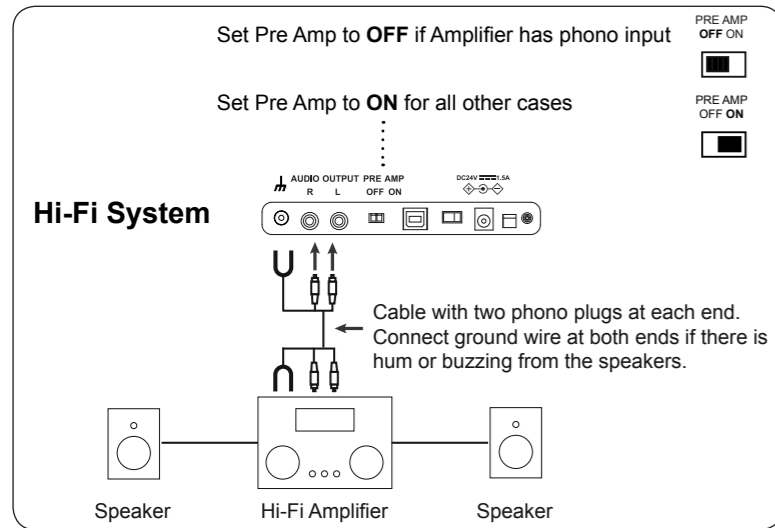 Set Pre Amp to OFF if Amplifier has phono input
PRE AMP
OFF ON
Set Pre Amp to ON for all other cases
PRE AMP
OFF ON
AUDIO OUTPUT PRE AMP
R L OFF ON
DC24V 1.5A
Hi-Fi System
Cable with two phono plugs at each end.
Connect ground wire at both ends if there is
hum or buzzing from the speakers.
Speaker Hi-Fi Amplifier Speaker